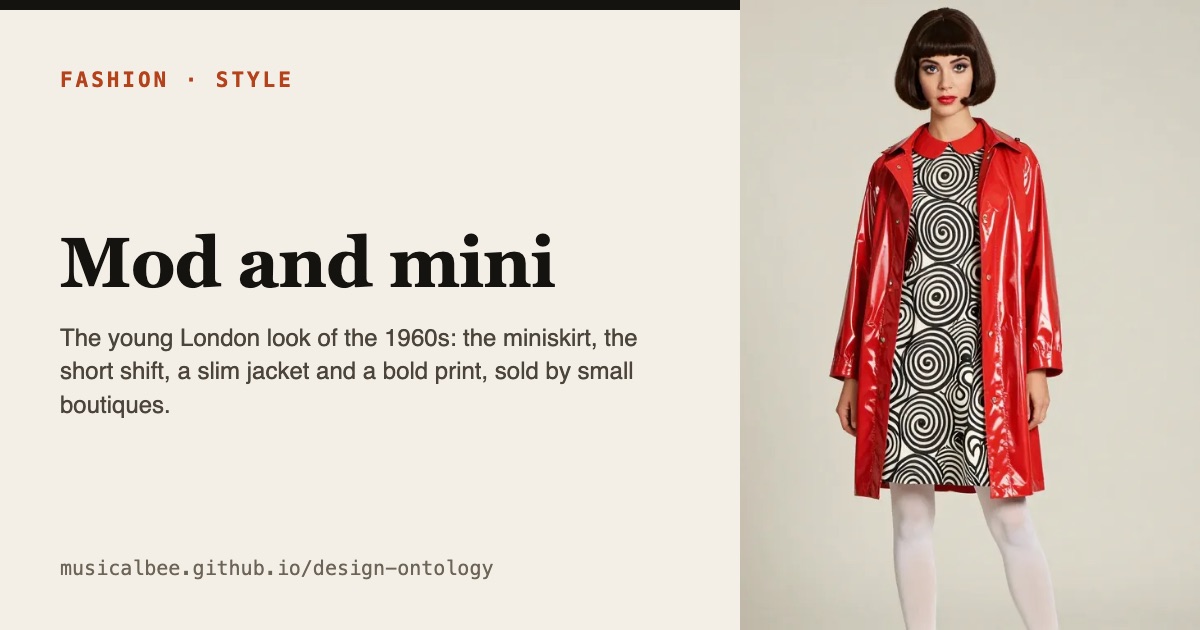 FASHION · STYLE
Mod and mini
The young London look of the 1960s: the miniskirt, the
short shift, a slim jacket and a bold print, sold by small
boutiques.
musicalbee.github.io/design-ontology